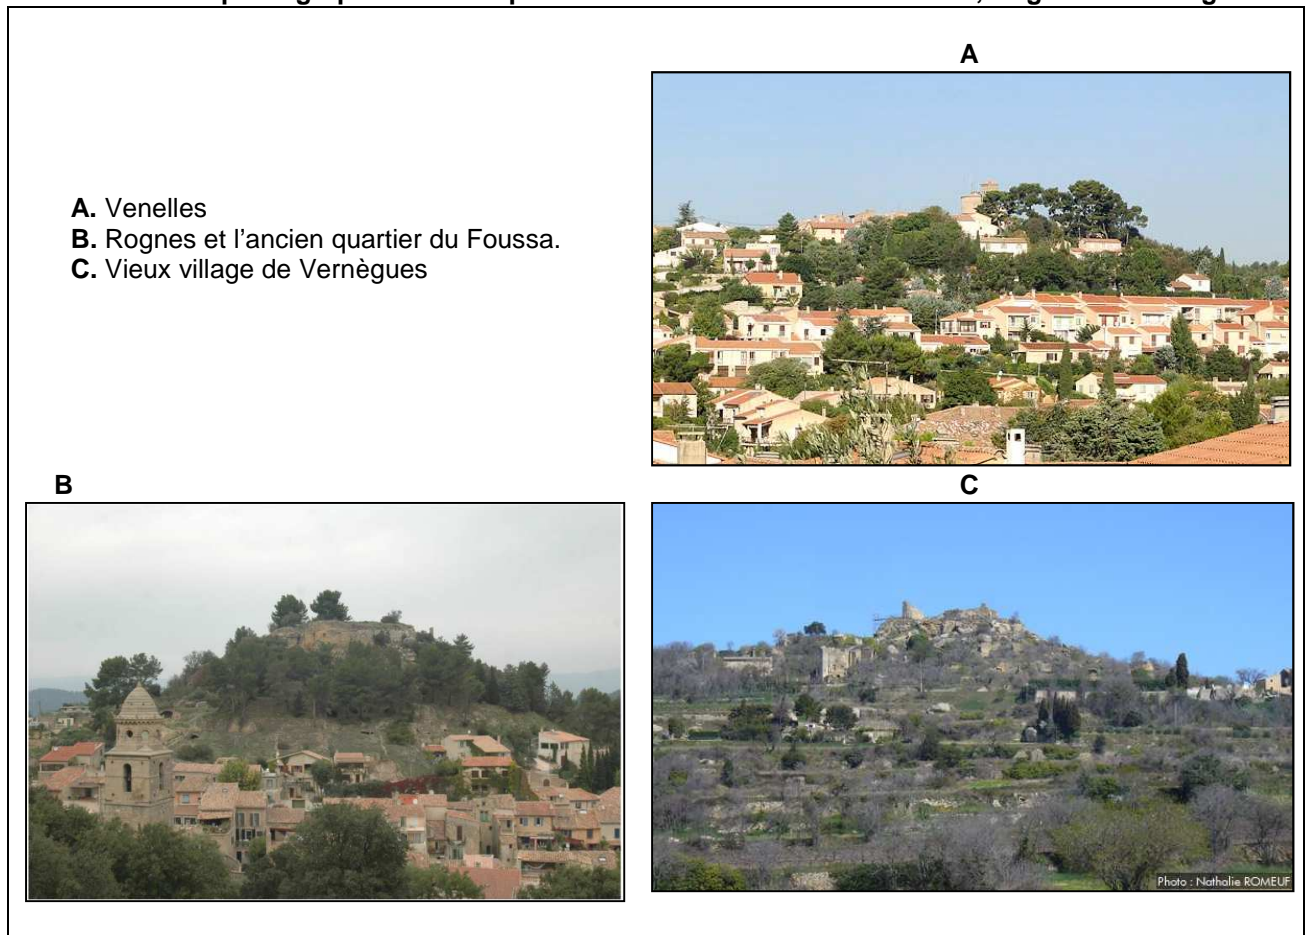 A
A. Venelles
B. Rognes et l'ancien quartier du Foussa.
C. Vieux village de Vernègues
B
C
Photo : Nathalie ROMEUF